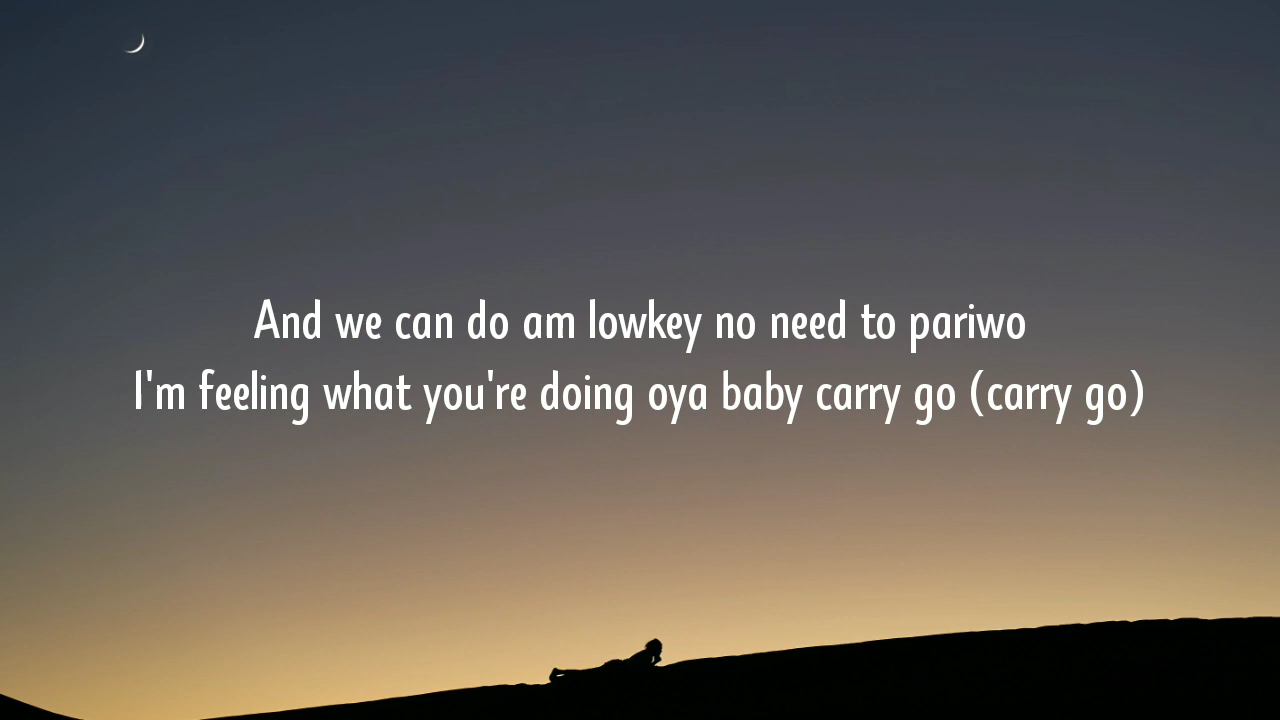 And we can do am lowkey no need to pariwo
I'm feeling what you're doing oya baby carry go (carry go)